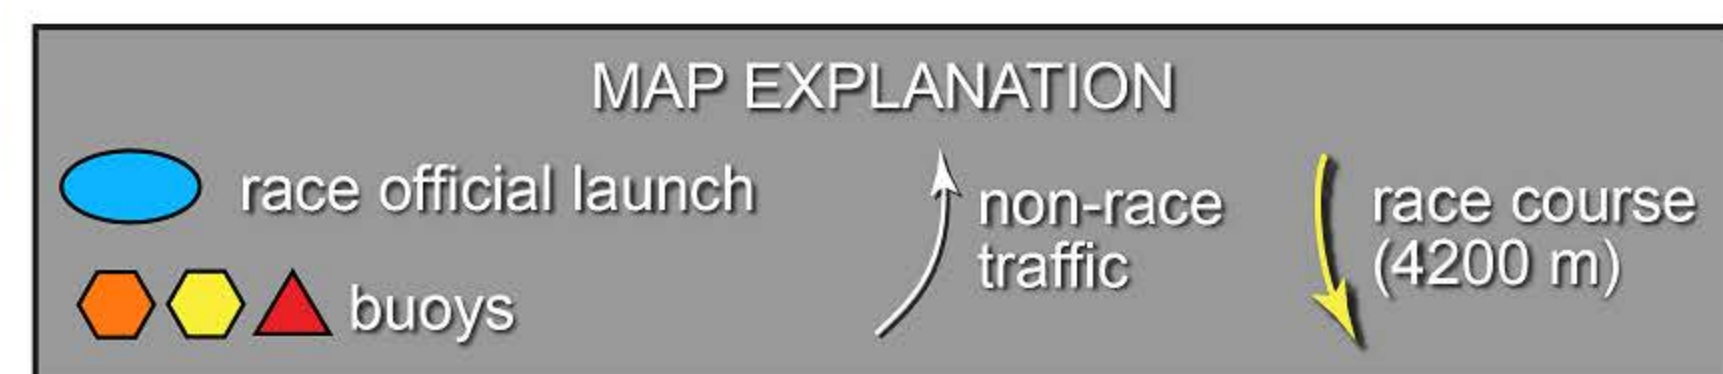 MAP EXPLANATION
race official launch
buoys
non-race
traffic
race course
(4200 m)